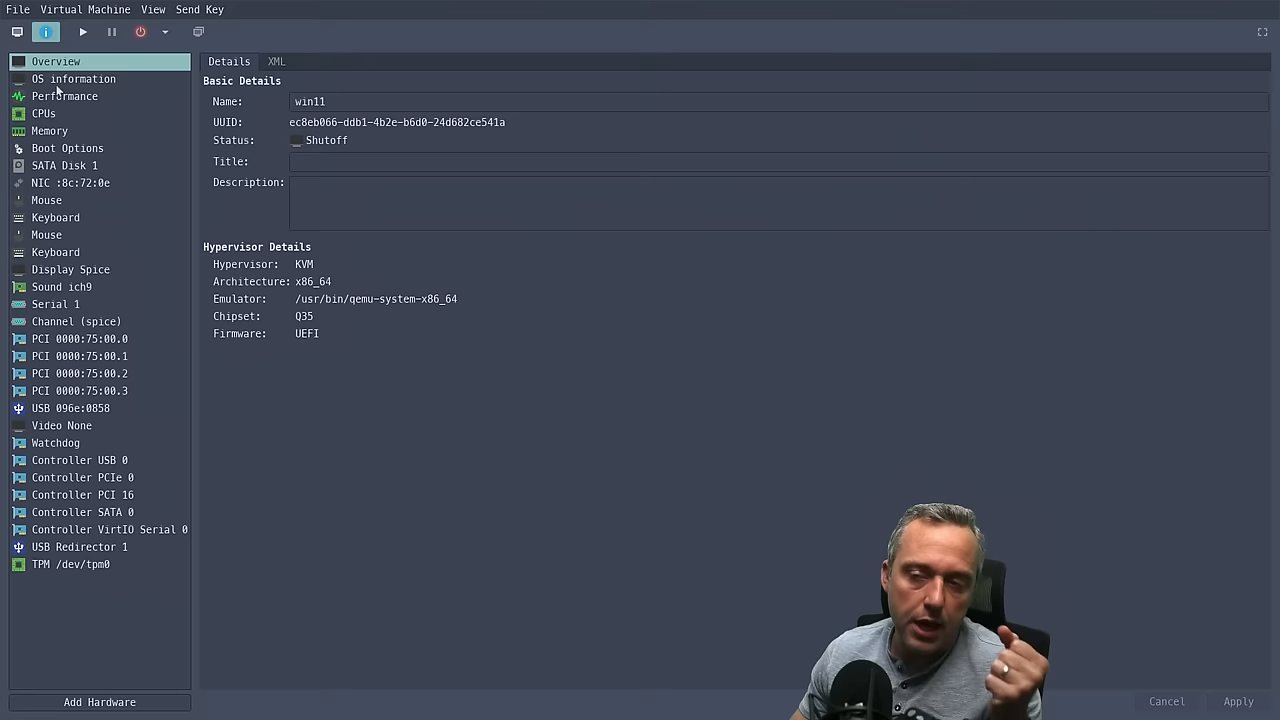 File Virtual Machine View Send Key
Overview
OS information
Performance
CPUs
Memory
Boot Options
SATA Disk 1
NIC :8c:72:0e
Mouse
Keyboard
Mouse
Keyboard
Display Spice
Sound ich9
Serial 1
Channel (spice)
PCI 0000:75:00.0
PCI 0000:75:00.1
PCI 0000:75:00.2
PCI 0000:75:00.3
USB 096e:0858
Video None
Watchdog
Controller USB 0
Controller PCIe 0
Controller PCI 16
Controller SATA 0
Controller VirtIO Serial 0
USB Redirector 1
TPM /dev/tpm0
Add Hardware
Details XML
Basic Details
Name: win11
UUID: ec8eb066-ddb1-4b2e-b6d0-24d682ce541a
Status: Shutoff
Title:
Description:
Hypervisor Details
Hypervisor: KVM
Architecture: x86_64
Emulator: /usr/bin/qemu-system-x86_64
Chipset: Q35
Firmware: UEFI
Cancel Apply